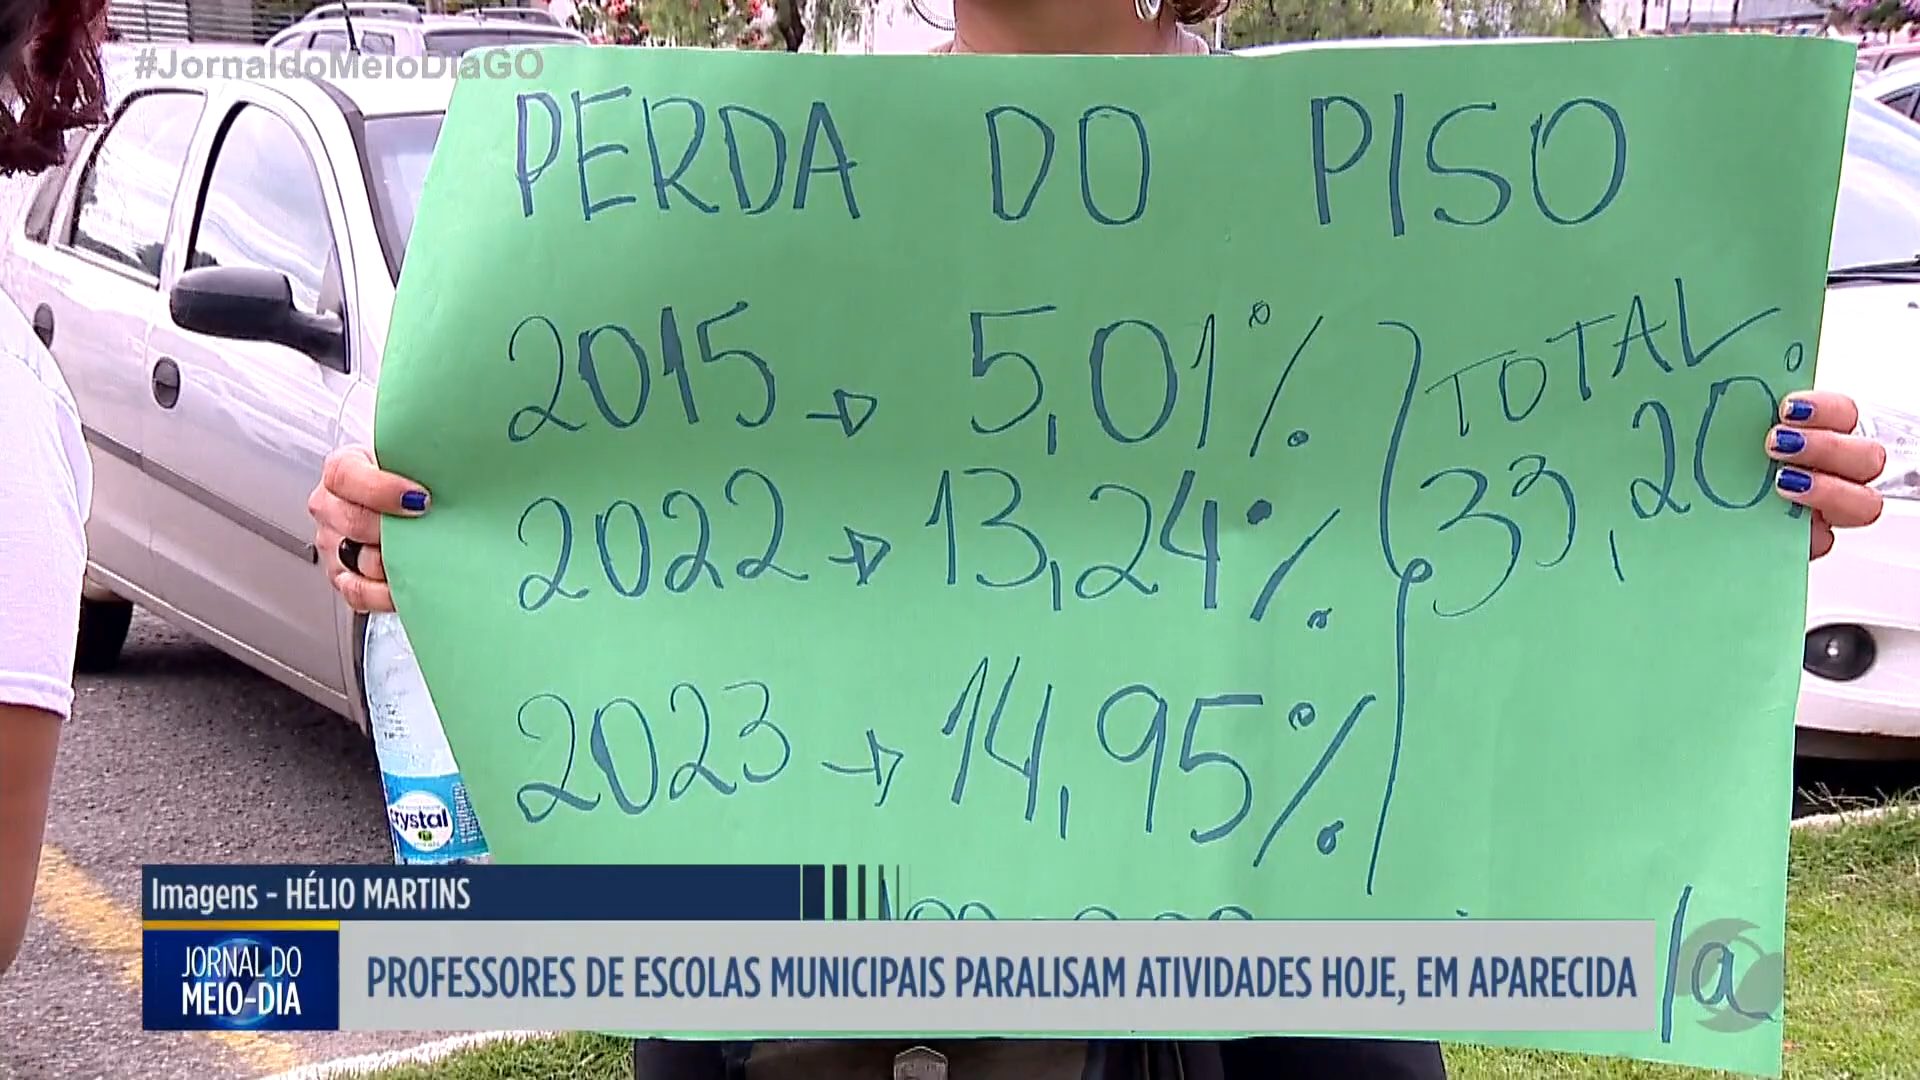 #JornaldoMeioDiaGO
PERDA DO PISO
2015 → 5,01%
2022 → 13,24%
2023 → 14,95%
TOTAL
33,20%
crystal
Imagens - HÉLIO MARTINS
JORNAL DO
MEIO-DIA
PROFESSORES DE ESCOLAS MUNICIPAIS PARALISAM ATIVIDADES HOJE, EM APARECIDA